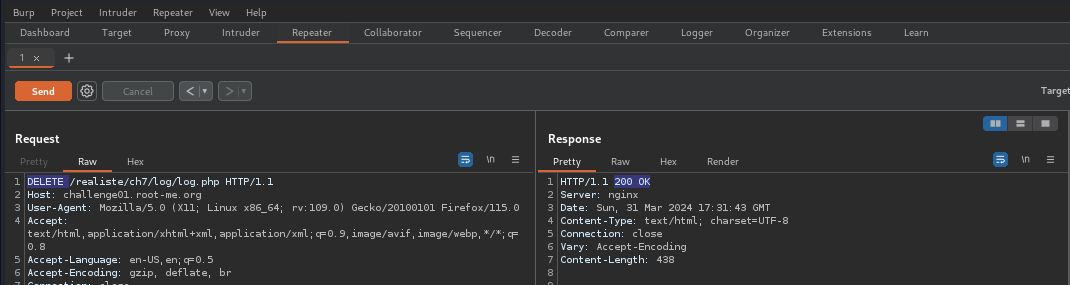 Burp Project Intruder Repeater View Help
Dashboard Target Proxy Intruder Repeater Collaborator Sequencer Decoder Comparer Logger Organizer Extensions Learn
1 × +
Send Cancel < ▾ > ▾ Target
Request
Pretty Raw Hex \n
1 DELETE /realiste/ch7/log/log.php HTTP/1.1
2 Host: challenge01.root-me.org
3 User-Agent: Mozilla/5.0 (X11; Linux x86_64; rv:109.0) Gecko/20100101 Firefox/115.0
4 Accept:
text/html,application/xhtml+xml,application/xml;q=0.9,image/avif,image/webp,*/*;q=
0.8
5 Accept-Language: en-US,en;q=0.5
6 Accept-Encoding: gzip, deflate, br
7 Connection: close
Response
Pretty Raw Hex Render \n
1 HTTP/1.1 200 OK
2 Server: nginx
3 Date: Sun, 31 Mar 2024 17:31:43 GMT
4 Content-Type: text/html; charset=UTF-8
5 Connection: close
6 Vary: Accept-Encoding
7 Content-Length: 438
8